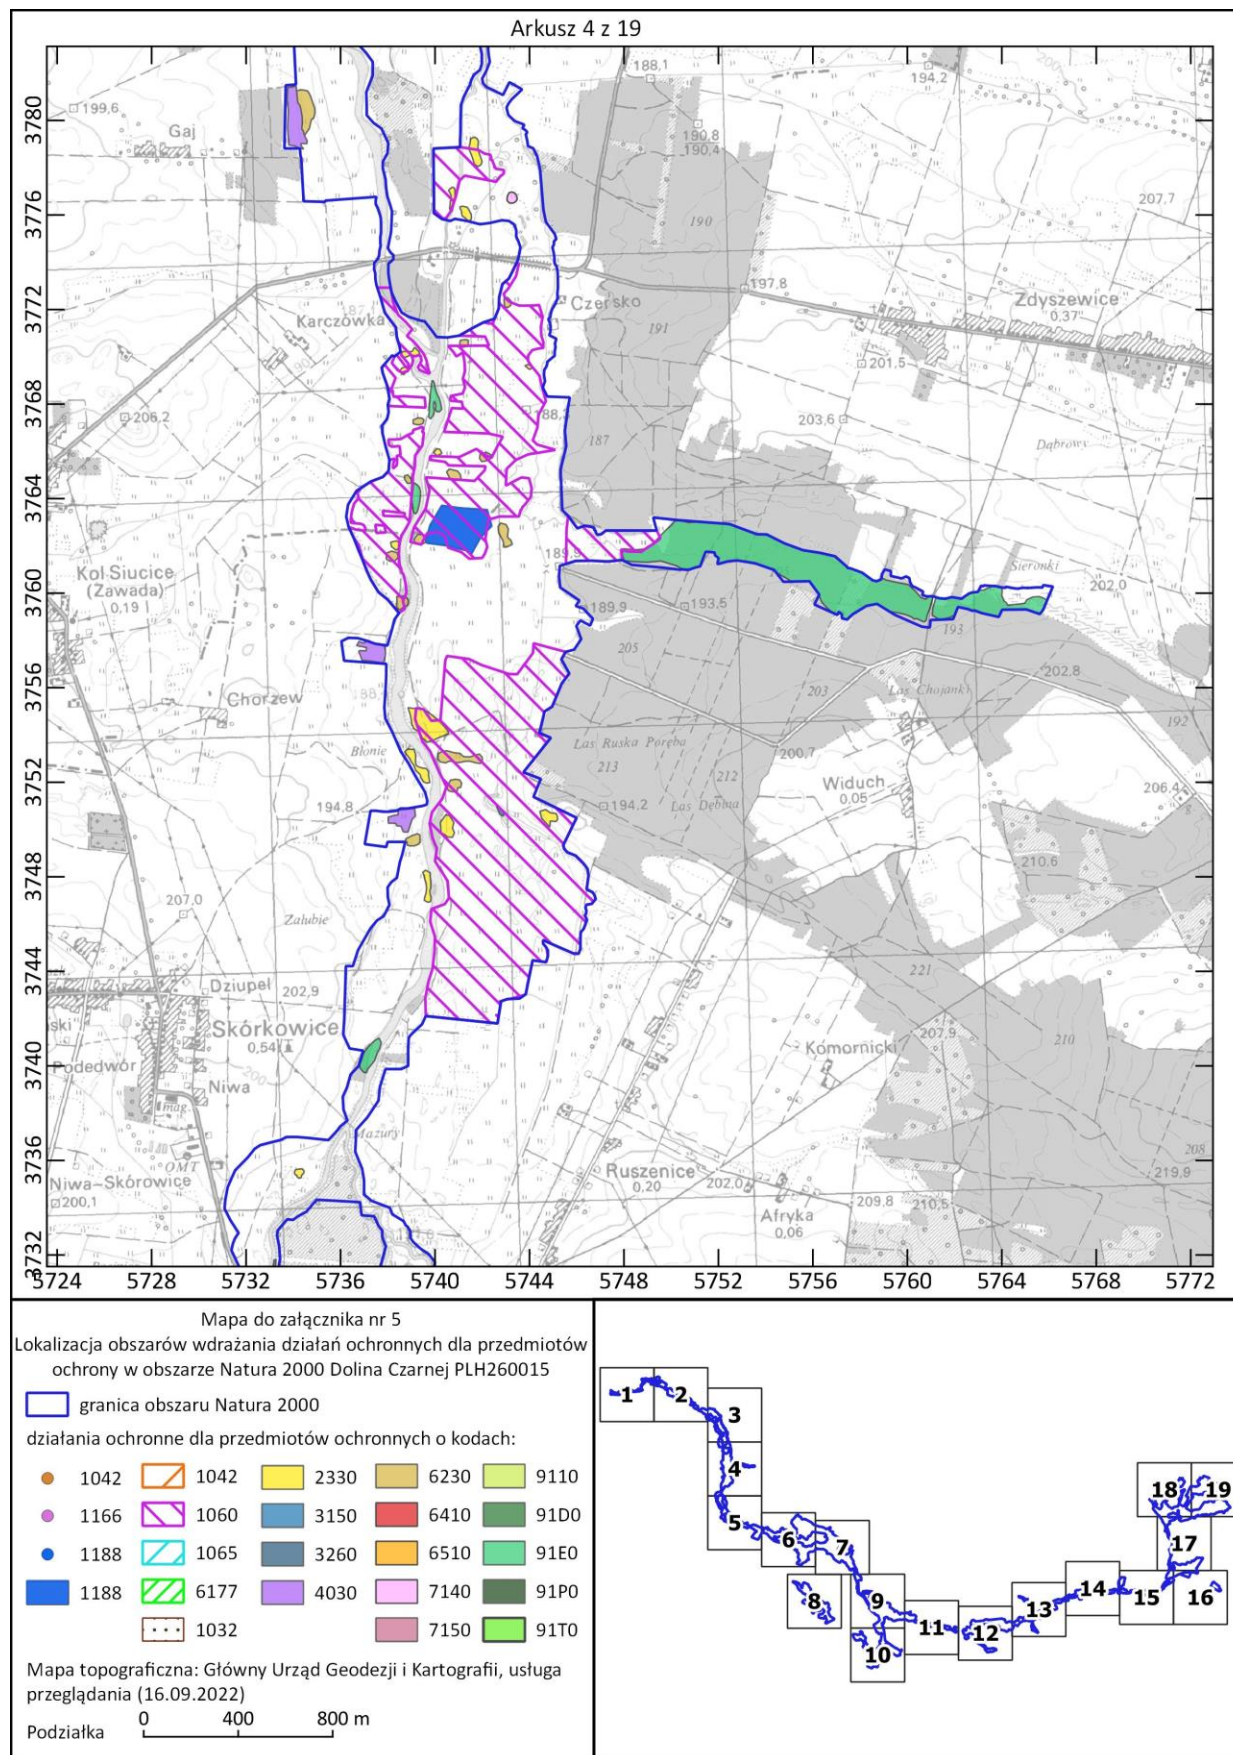 Arkusz 4 z 19
3780
3776
3772
3768
3764
3760
3756
3752
3748
3744
3740
3736
3732
5724 5728 5732 5736 5740 5744 5748 5752 5756 5760 5764 5768 5772
188,1
194,2
199,6
Gaj
190,8
190,4
207,7
190
197,8
Czersko
Zdyszewice
0,37
Karczówka
191
201,5
206,2
203,6
187
Dąbrowy
189,9
Sieronki
Kol Siucice
(Zawada)
0,19
202,0
189,9
193,5
193
205
202,8
203
Las Chojanki
Chorzew
192
Błonie
Las Ruska Poręba
200,7
213
212
Widuch
0,05
206,4
194,8
194,2
Las Dębina
210,6
207,0
Zalubie
Dziupel
202,9
221
Skórkowice
0,54
207,9
210
Podedwór
Komornicki
Niwa
mag.
Mazury
208
OMT
Ruszenice
0,20
202,0
219,9
Niwa-Skórowice
200,1
209,8
210,5
Afryka
0,06
Mapa do załącznika nr 5
Lokalizacja obszarów wdrażania działań ochronnych dla przedmiotów
ochrony w obszarze Natura 2000 Dolina Czarnej PLH260015
granica obszaru Natura 2000
działania ochronne dla przedmiotów ochronnych o kodach:
1042 1042 2330 6230 9110
1166 1060 3150 6410 91D0
1188 1065 3260 6510 91E0
1188 6177 4030 7140 91P0
1032 7150 91T0
Mapa topograficzna: Główny Urząd Geodezji i Kartografii, usługa
przeglądania (16.09.2022)
Podziałka 0 400 800 m
1
2
3
4
5
6
7
8
9
10
11
12
13
14
15
16
17
18
19